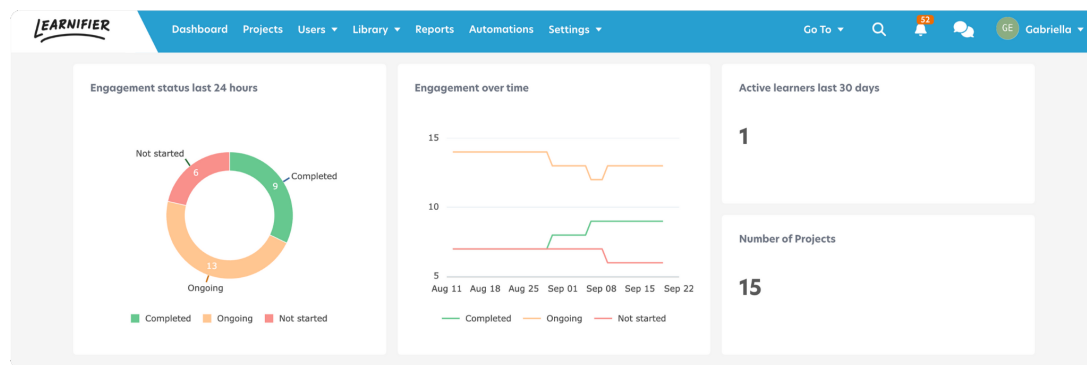 LEARNIFIER
Dashboard Projects Users Library Reports Automations Settings
Go To 52 GE Gabriella
Engagement status last 24 hours
Not started
6
Completed
9
13
Ongoing
Completed Ongoing Not started
Engagement over time
15
10
5
Aug 11 Aug 18 Aug 25 Sep 01 Sep 08 Sep 15 Sep 22
Completed Ongoing Not started
Active learners last 30 days
1
Number of Projects
15